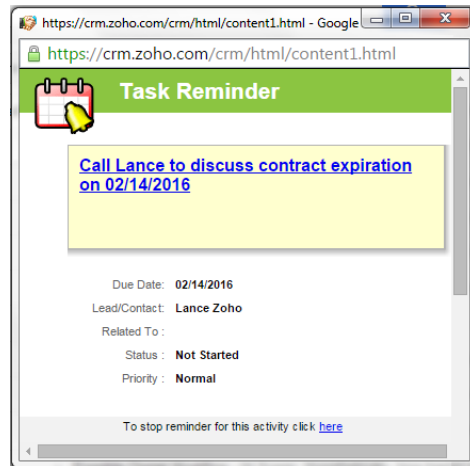 https://crm.zoho.com/crm/html/content1.html - Google
https://crm.zoho.com/crm/html/content1.html
Task Reminder
Call Lance to discuss contract expiration
on 02/14/2016
Due Date: 02/14/2016
Lead/Contact: Lance Zoho
Related To :
Status : Not Started
Priority : Normal
To stop reminder for this activity click here